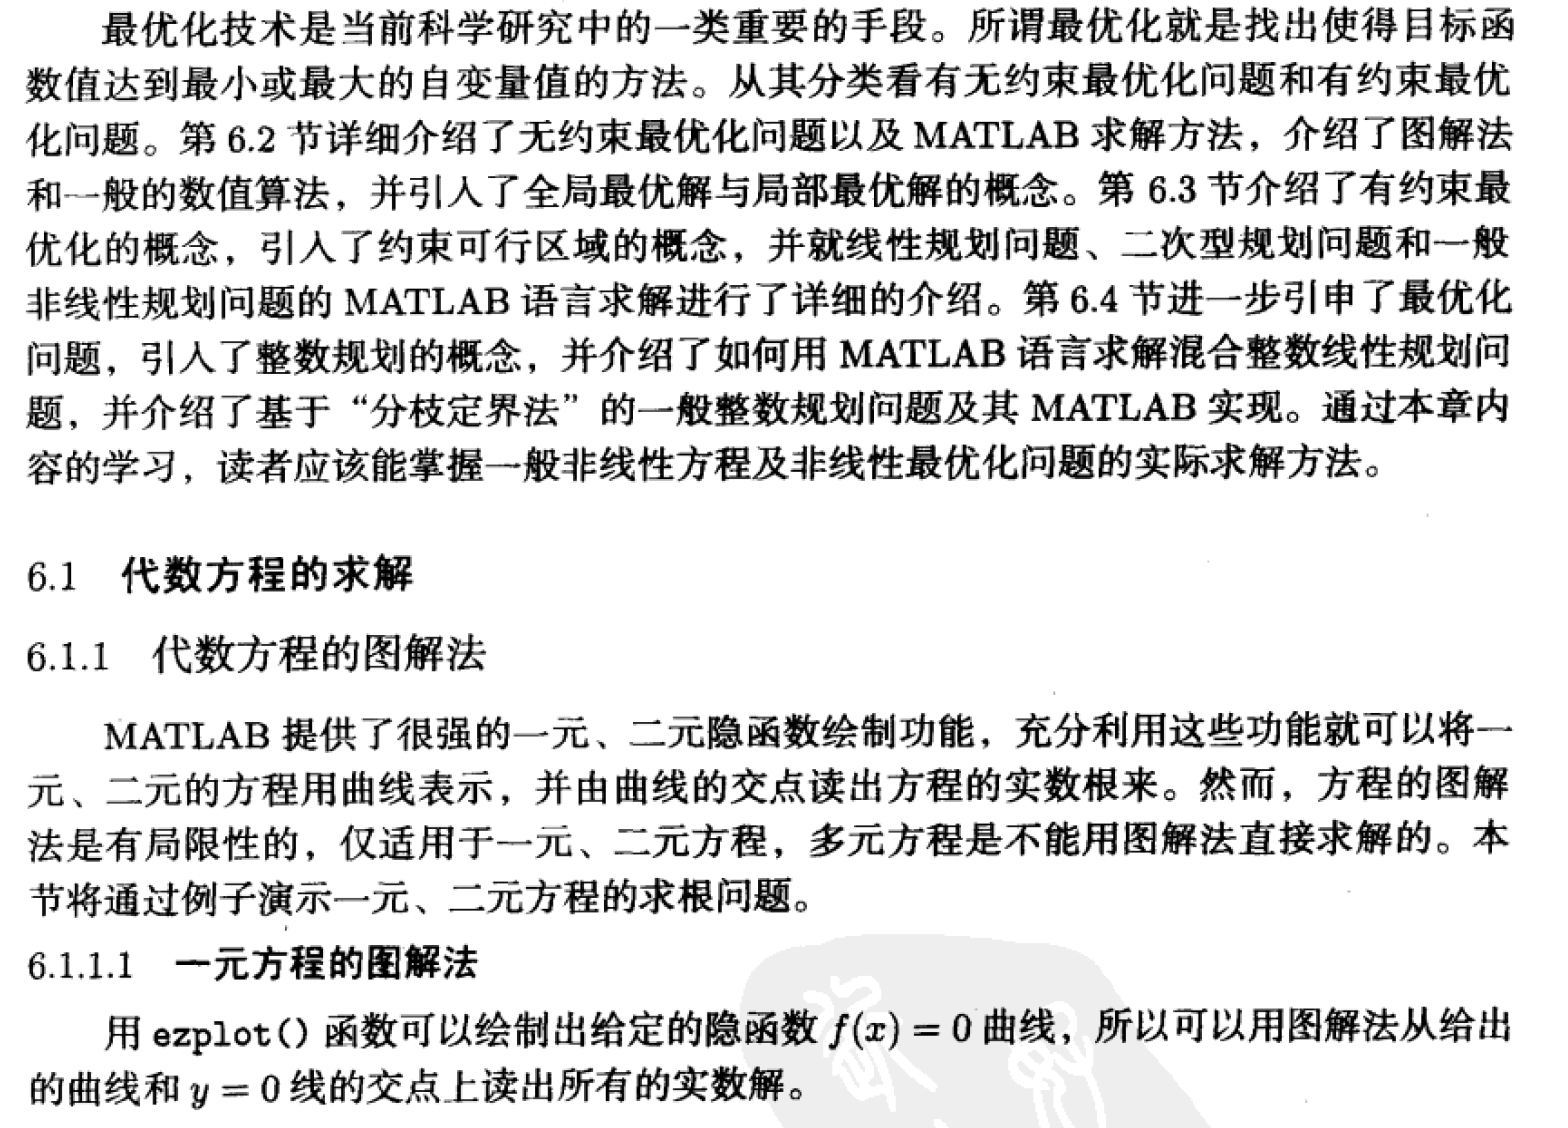 最优化技术是当前科学研究中的一类重要的手段。所谓最优化就是找出使得目标函
数值达到最小或最大的自变量值的方法。从其分类看有无约束最优化问题和有约束最优
化问题。第 6.2 节详细介绍了无约束最优化问题以及 MATLAB 求解方法，介绍了图解法
和一般的数值算法，并引入了全局最优解与局部最优解的概念。第 6.3 节介绍了有约束最
优化的概念，引入了约束可行区域的概念，并就线性规划问题、二次型规划问题和一般
非线性规划问题的 MATLAB 语言求解进行了详细的介绍。第 6.4 节进一步引申了最优化
问题，引入了整数规划的概念，并介绍了如何用 MATLAB 语言求解混合整数线性规划问
题，并介绍了基于“分枝定界法”的一般整数规划问题及其 MATLAB 实现。通过本章内
容的学习，读者应该能掌握一般非线性方程及非线性最优化问题的实际求解方法。
6.1 代数方程的求解
6.1.1 代数方程的图解法
MATLAB 提供了很强的一元、二元隐函数绘制功能，充分利用这些功能就可以将一
元、二元的方程用曲线表示，并由曲线的交点读出方程的实数根来。然而，方程的图解
法是有局限性的，仅适用于一元、二元方程，多元方程是不能用图解法直接求解的。本
节将通过例子演示一元、二元方程的求根问题。
6.1.1.1 一元方程的图解法
用 ezplot() 函数可以绘制出给定的隐函数 f(x) = 0 曲线，所以可以用图解法从给出
的曲线和 y = 0 线的交点上读出所有的实数解。